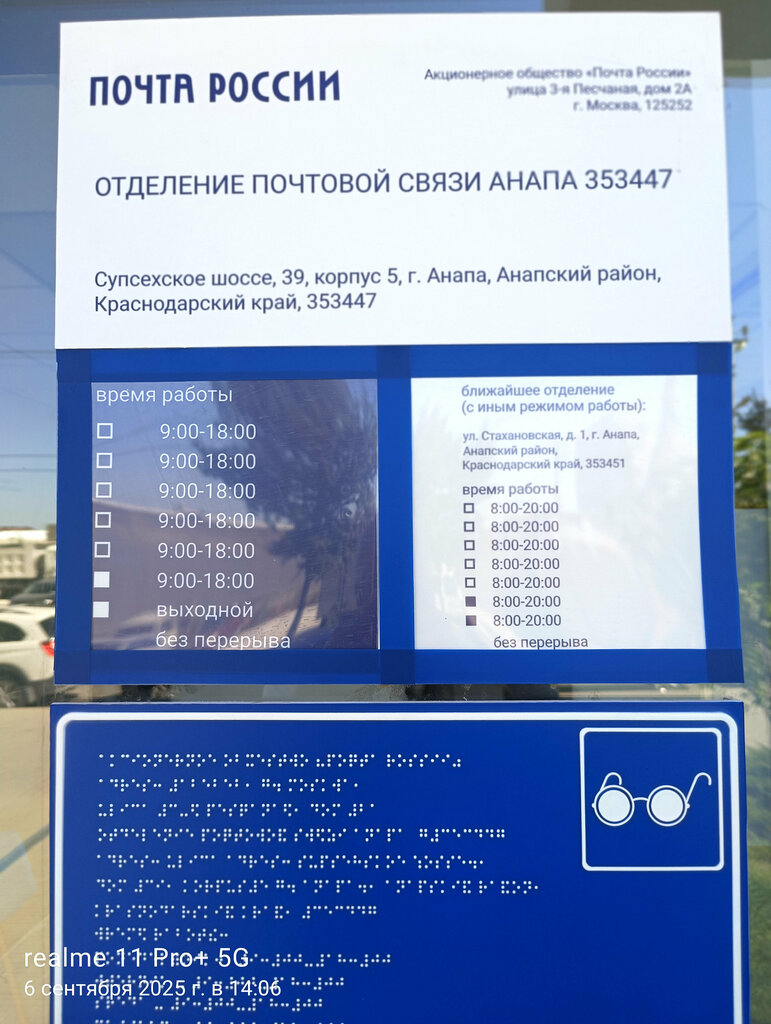 ПОЧТА РОССИИ
Акционерное общество «Почта России»
улица 3-я Песчаная, дом 2А
г. Москва, 125252
ОТДЕЛЕНИЕ ПОЧТОВОЙ СВЯЗИ АНАПА 353447
Супсехское шоссе, 39, корпус 5, г. Анапа, Анапский район,
Краснодарский край, 353447
время работы
9:00-18:00
9:00-18:00
9:00-18:00
9:00-18:00
9:00-18:00
9:00-18:00
выходной
без перерыва
ближайшее отделение
(с иным режимом работы):
ул. Стахановская, д. 1, г. Анапа,
Анапский район,
Краснодарский край, 353451
время работы
8:00-20:00
8:00-20:00
8:00-20:00
8:00-20:00
8:00-20:00
8:00-20:00
8:00-20:00
без перерыва
realme 11 Pro+ 5G
6 сентября 2025 г. в 14:06